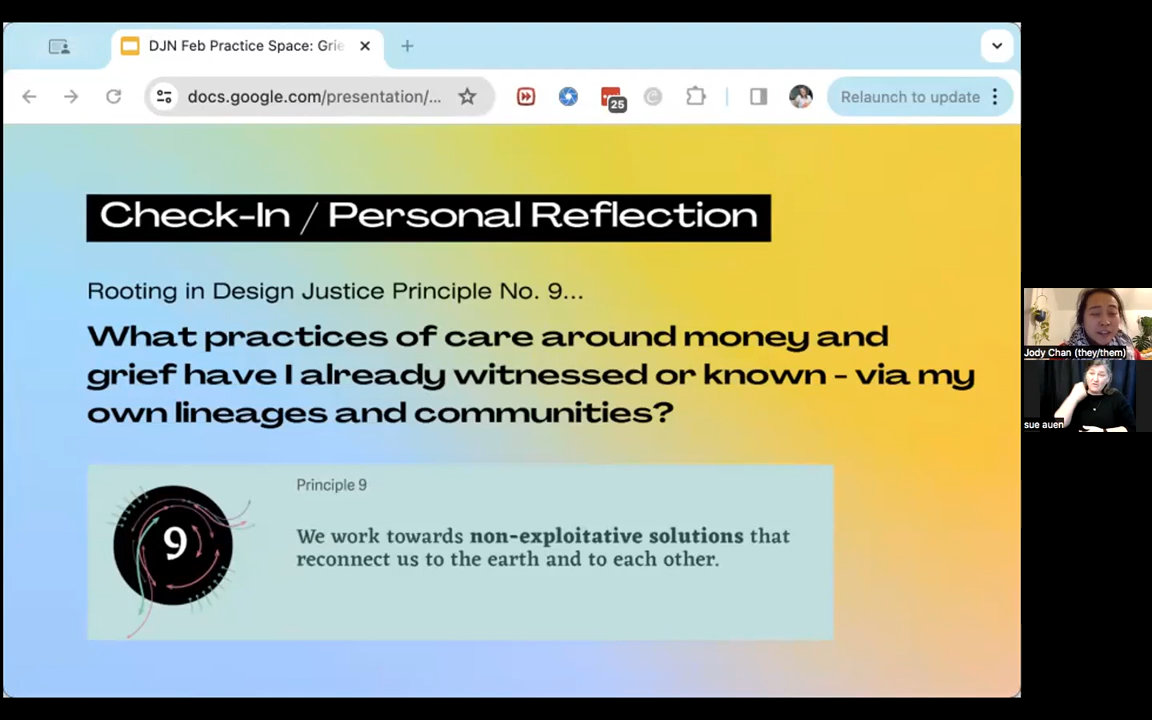 DJN Feb Practice Space: Grie
docs.google.com/presentation/...
25
Relaunch to update
Check-In / Personal Reflection
Rooting in Design Justice Principle No. 9...
What practices of care around money and
grief have I already witnessed or known - via my
own lineages and communities?
Principle 9
9
We work towards non-exploitative solutions that
reconnect us to the earth and to each other.
Jody Chan (they/them)
sue auen